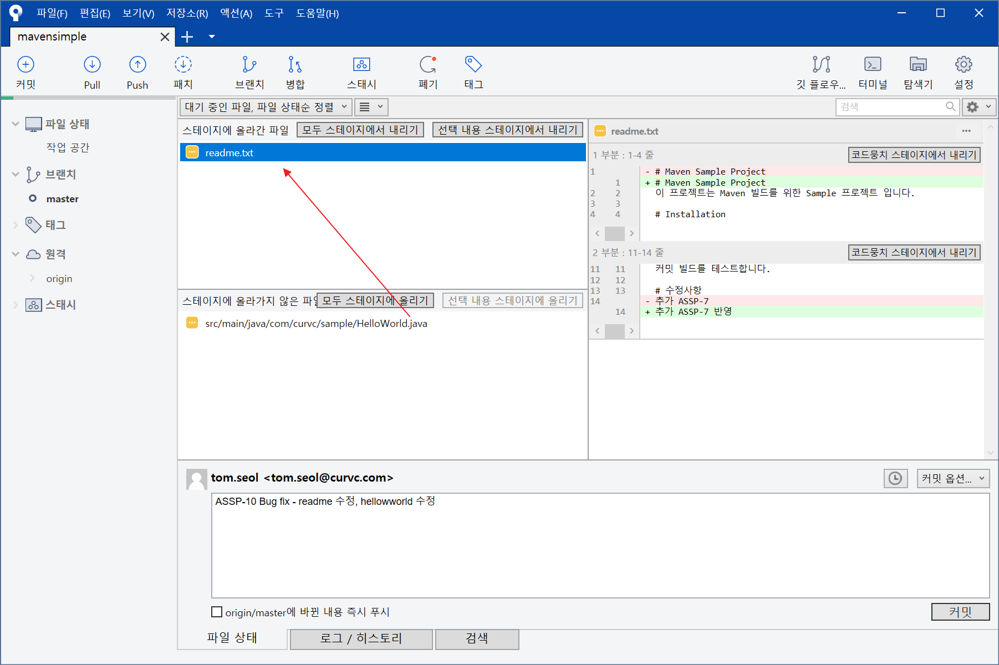 파일(F) 편집(E) 보기(V) 저장소(R) 액션(A) 도구 도움말(H)
mavensimple
커밋 Pull Push 패치 브랜치 병합 스태시 폐기 태그 깃 플로우... 터미널 탐색기 설정
파일 상태
작업 공간
브랜치
master
태그
원격
origin
스태시
대기 중인 파일, 파일 상태순 정렬
검색
스테이지에 올라간 파일 모두 스테이지에서 내리기 선택 내용 스테이지에서 내리기
readme.txt
스테이지에 올라가지 않은 파일 모두 스테이지에 올리기 선택 내용 스테이지에 올리기
src/main/java/com/curvc/sample/HelloWorld.java
readme.txt
1 부분 : 1-4 줄 코드뭉치 스테이지에서 내리기
1 - # Maven Sample Project
1 + # Maven Sample Project
2 2 이 프로젝트는 Maven 빌드를 위한 Sample 프로젝트 입니다.
3 3
4 4 # Installation
2 부분 : 11-14 줄 코드뭉치 스테이지에서 내리기
11 11 커밋 빌드를 테스트합니다.
12 12
13 13 # 수정사항
14 - 추가 ASSP-7
14 + 추가 ASSP-7 반영
tom.seol <tom.seol@curvc.com>
커밋 옵션...
ASSP-10 Bug fix - readme 수정, hellowworld 수정
origin/master에 바뀐 내용 즉시 푸시
커밋
파일 상태 로그 / 히스토리 검색